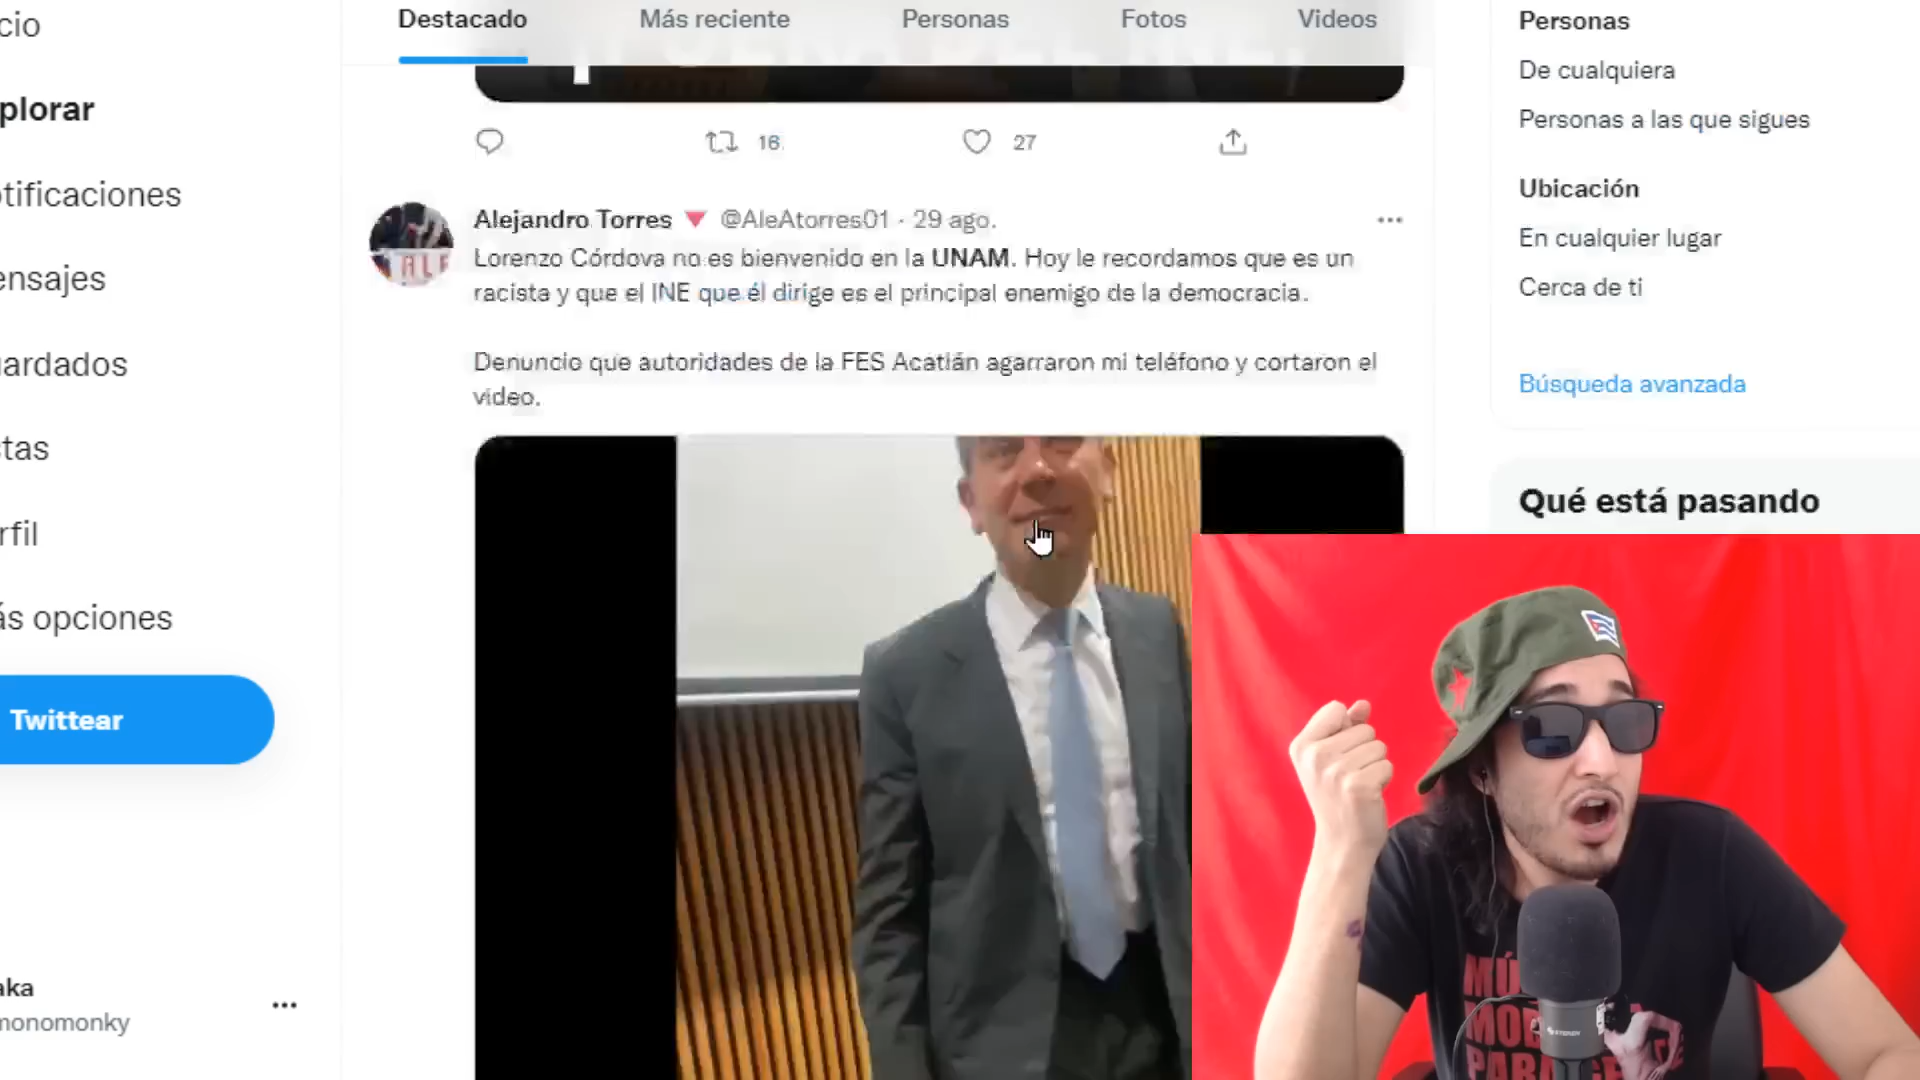 cio
plorar
otificaciones
ensajes
uardados
stas
rfil
ás opciones
Twittear
aka
monomonky
Destacado
Más reciente
Personas
Fotos
Videos
16
27
Alejandro Torres @AleAtorres01 · 29 ago.
Lorenzo Córdova no es bienvenido en la UNAM. Hoy le recordamos que es un
racista y que el INE que él dirige es el principal enemigo de la democracia.
Denuncio que autoridades de la FES Acatlán agarraron mi teléfono y cortaron el
video.
Personas
De cualquiera
Personas a las que sigues
Ubicación
En cualquier lugar
Cerca de ti
Búsqueda avanzada
Qué está pasando